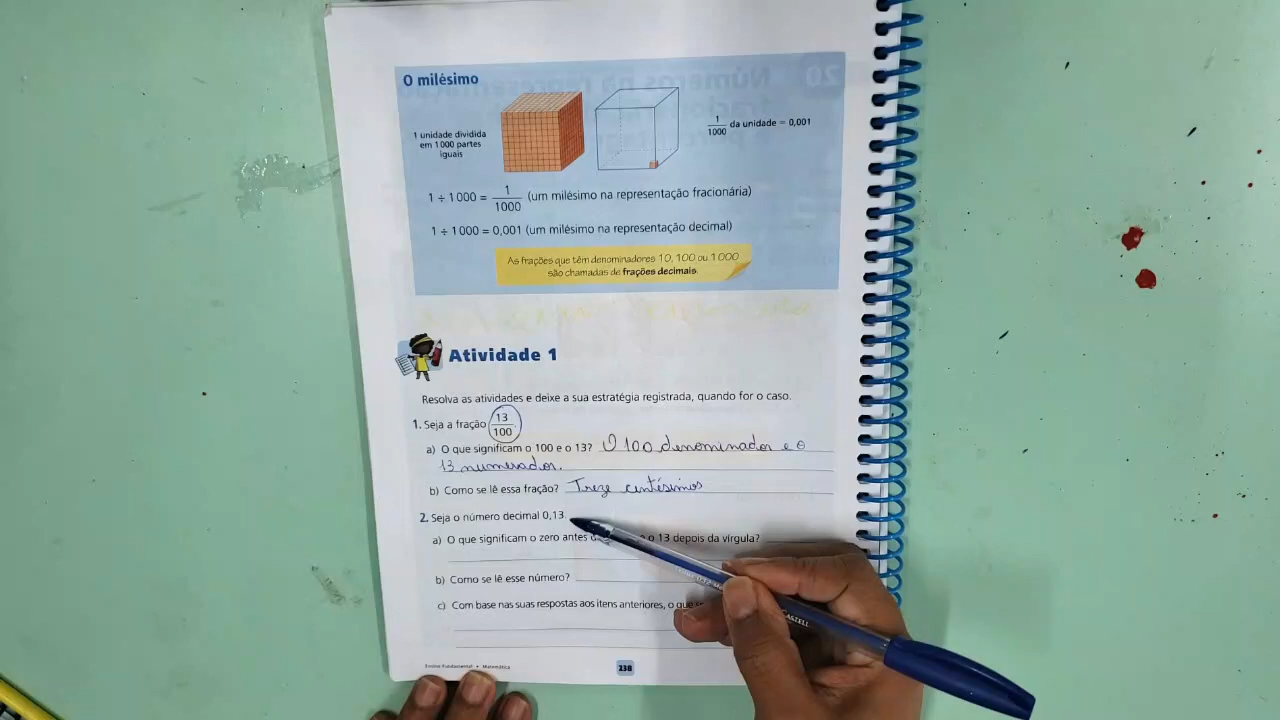 O milésimo
1 unidade dividida
em 1000 partes
iguais
1/1000 da unidade = 0,001
1 ÷ 1000 = 1/1000 (um milésimo na representação fracionária)
1 ÷ 1000 = 0,001 (um milésimo na representação decimal)
As frações que têm denominadores 10, 100 ou 1000
são chamadas de frações decimais.
Atividade 1
Resolva as atividades e deixe a sua estratégia registrada, quando for o caso.
1. Seja a fração 13/100
a) O que significam o 100 e o 13? O 100 denominador e o
13 numerador.
b) Como se lê essa fração? Treze centésimos
2. Seja o número decimal 0,13
a) O que significam o zero antes e o 13 depois da vírgula?
b) Como se lê esse número?
c) Com base nas suas respostas aos itens anteriores, o que
Ensino Fundamental • Matemática
238